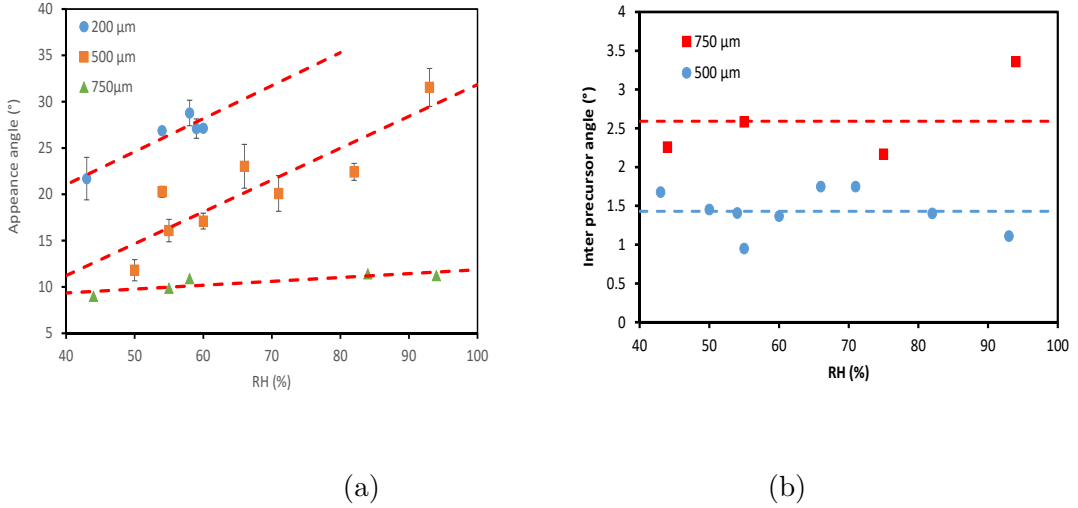 40
35
30
25
20
15
10
5
40 50 60 70 80 90 100
Appeance angle (°)
RH (%)
200 μm
500 μm
750μm
(a)
4
3.5
3
2.5
2
1.5
1
0.5
0
40 50 60 70 80 90 100
Inter precursor angle (°)
RH (%)
750 μm
500 μm
(b)